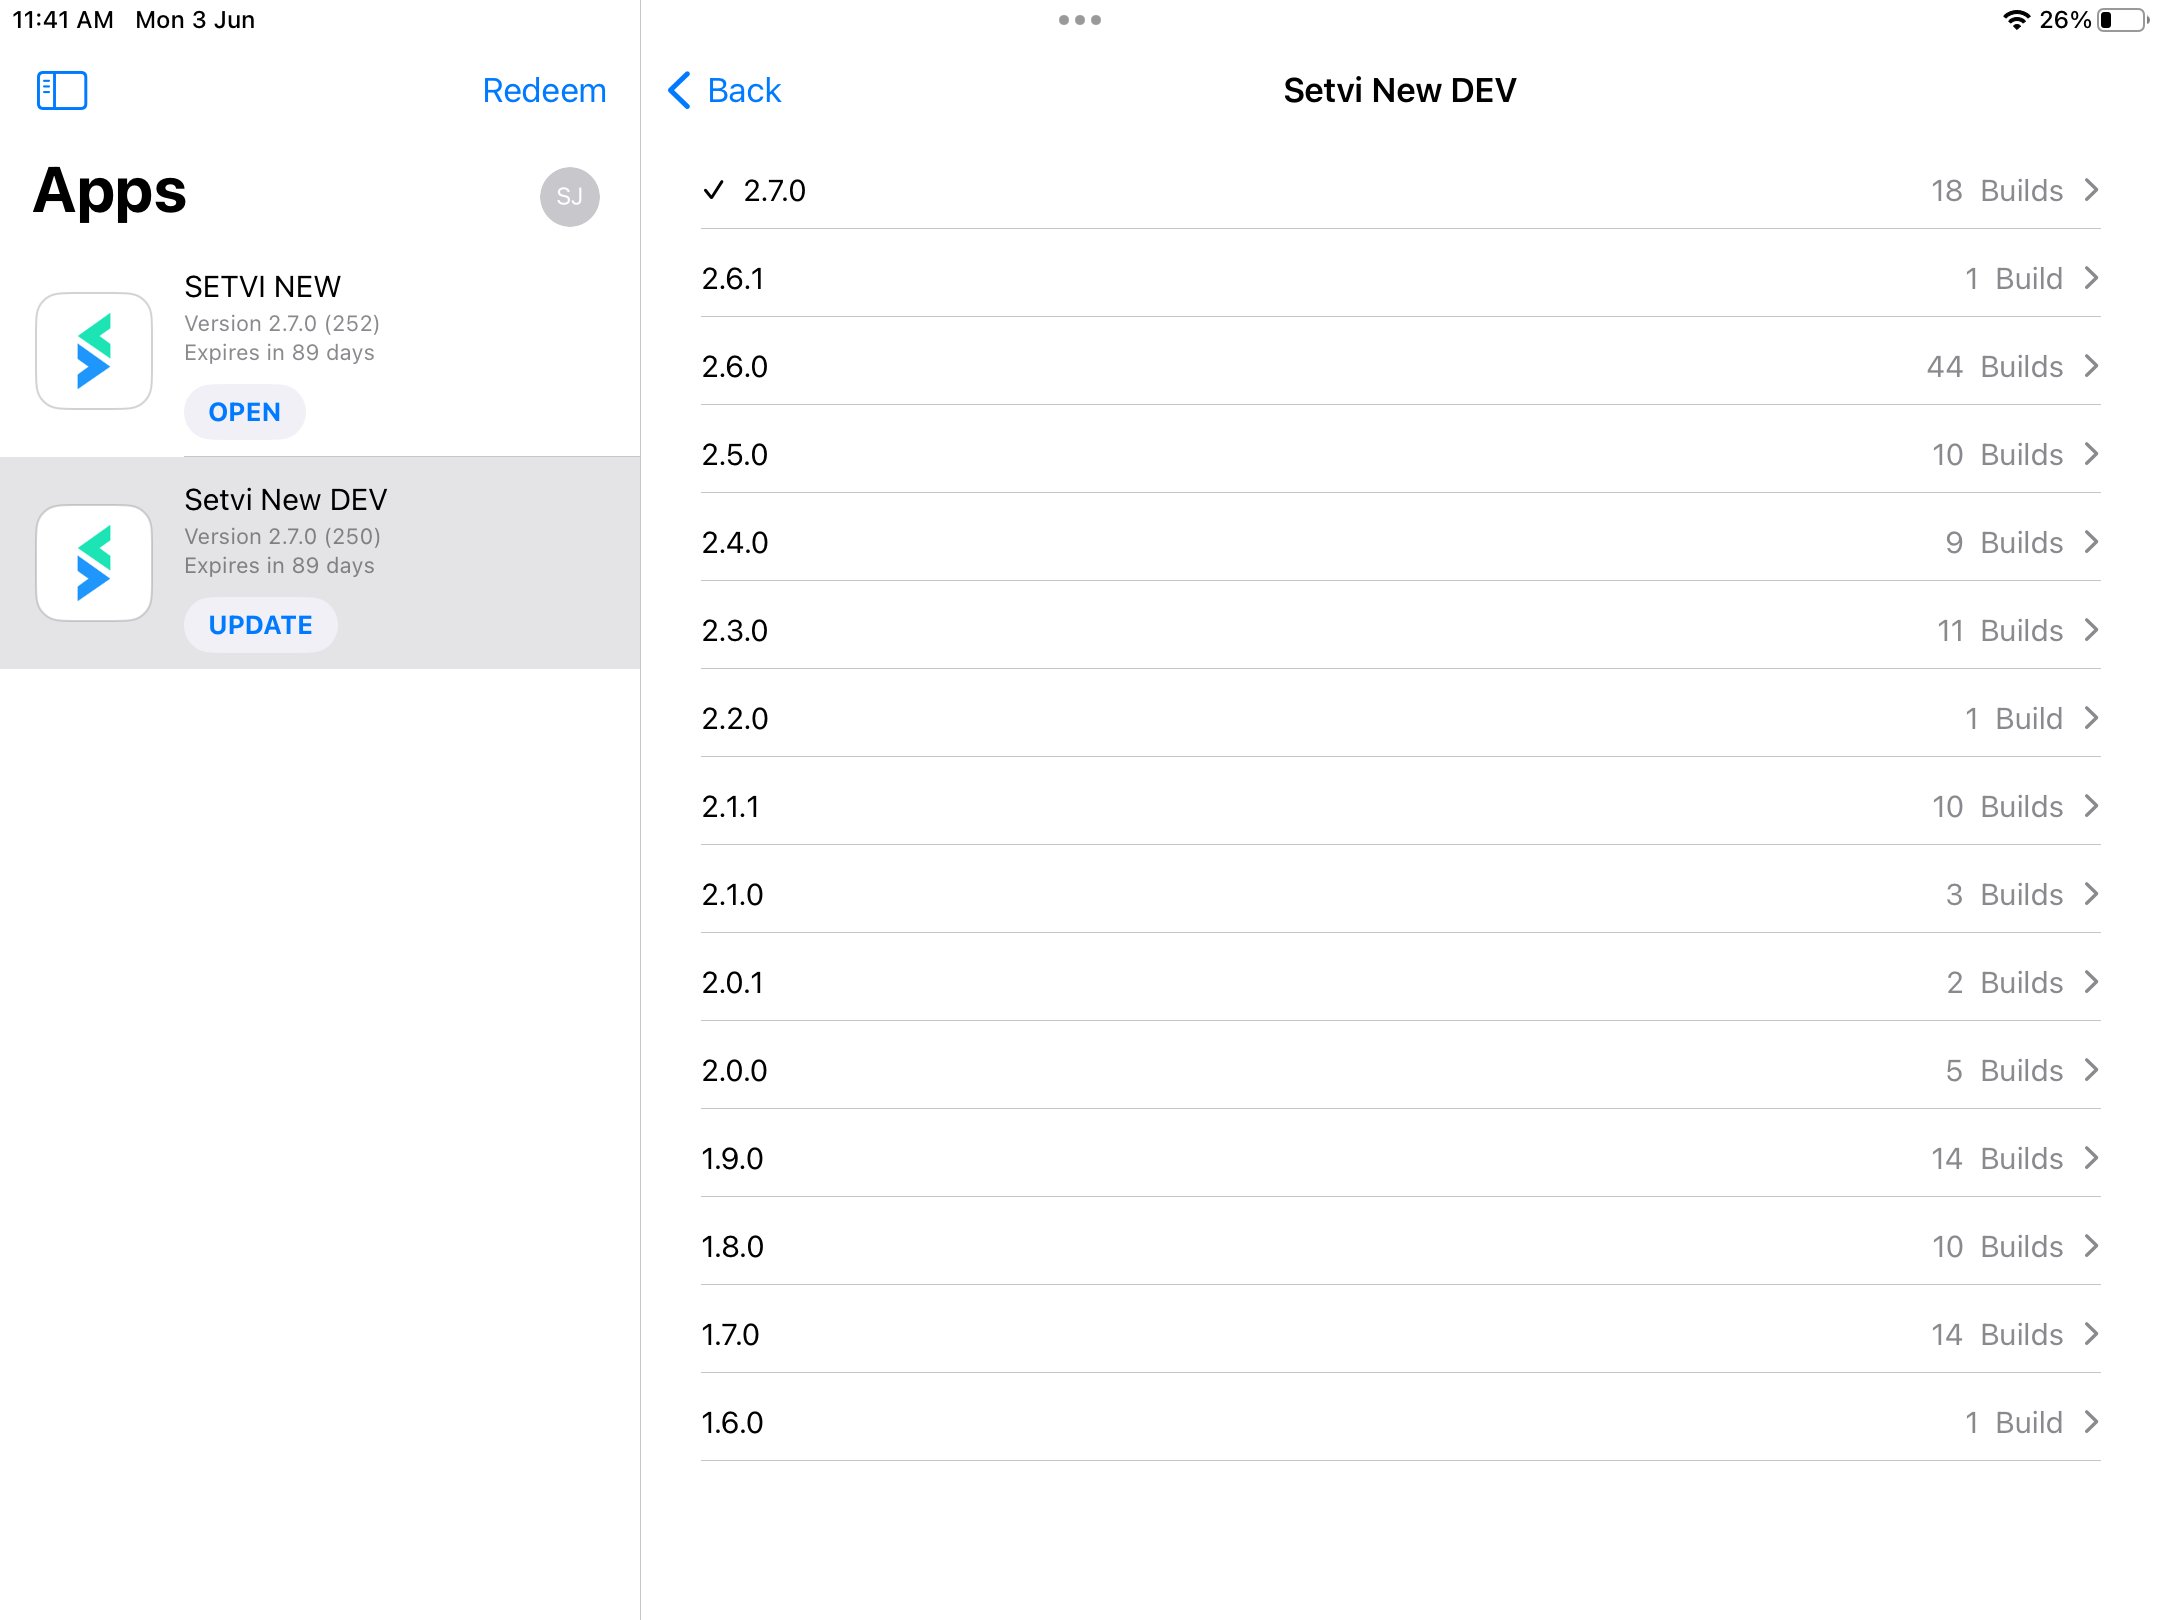 11:41 AM Mon 3 Jun
26%
Redeem
Apps
SJ
SETVI NEW
Version 2.7.0 (252)
Expires in 89 days
OPEN
Setvi New DEV
Version 2.7.0 (250)
Expires in 89 days
UPDATE
Back
Setvi New DEV
2.7.0 18 Builds
2.6.1 1 Build
2.6.0 44 Builds
2.5.0 10 Builds
2.4.0 9 Builds
2.3.0 11 Builds
2.2.0 1 Build
2.1.1 10 Builds
2.1.0 3 Builds
2.0.1 2 Builds
2.0.0 5 Builds
1.9.0 14 Builds
1.8.0 10 Builds
1.7.0 14 Builds
1.6.0 1 Build